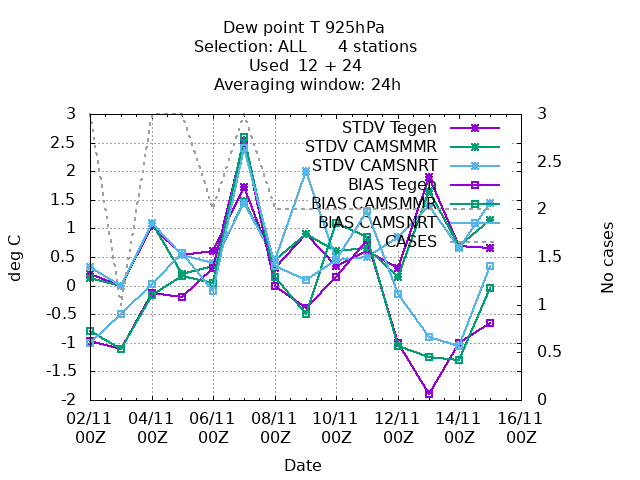 Dew point T 925hPa
Selection: ALL 4 stations
Used 12 + 24
Averaging window: 24h
3
2.5
2
1.5
1
0.5
0
-0.5
-1
-1.5
-2
deg C
STDV Tegen
STDV CAMSMMR
STDV CAMSNRT
BIAS Tegen
BIAS CAMSMMR
BIAS CAMSNRT
CASES
3
2.5
2
1.5
1
0.5
0
No cases
02/11 04/11 06/11 08/11 10/11 12/11 14/11 16/11
00Z 00Z 00Z 00Z 00Z 00Z 00Z 00Z
Date